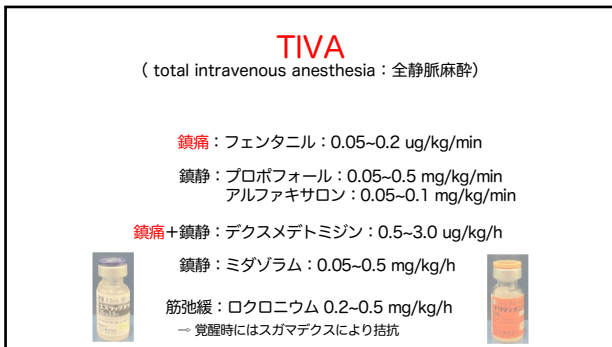 TIVA
( total intravenous anesthesia：全静脈麻酔)
鎮痛：フェンタニル：0.05~0.2 ug/kg/min
鎮静：プロポフォール：0.05~0.5 mg/kg/min
アルファキサロン：0.05~0.1 mg/kg/min
鎮痛+鎮静：デクスメデトミジン：0.5~3.0 ug/kg/h
鎮静：ミダゾラム：0.05~0.5 mg/kg/h
筋弛緩：ロクロニウム 0.2~0.5 mg/kg/h
→ 覚醒時にはスガマデクスにより拮抗